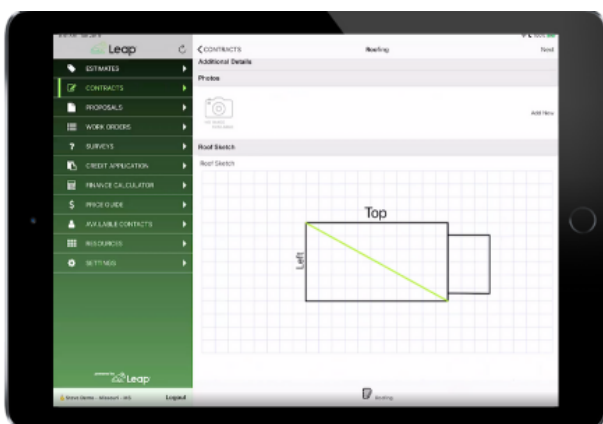 Leap
CONTRACTS
Roofing
Next
ESTIMATES
Additional Details
CONTRACTS
Photos
PROPOSALS
Add New
WORK ORDERS
SURVEYS
Roof Sketch
CREDIT APPLICATION
Roof Sketch
FINANCE CALCULATOR
PRICE GUIDE
AVAILABLE CONTACTS
RESOURCES
SETTINGS
Top
Left
Leap
Logout
Roofing